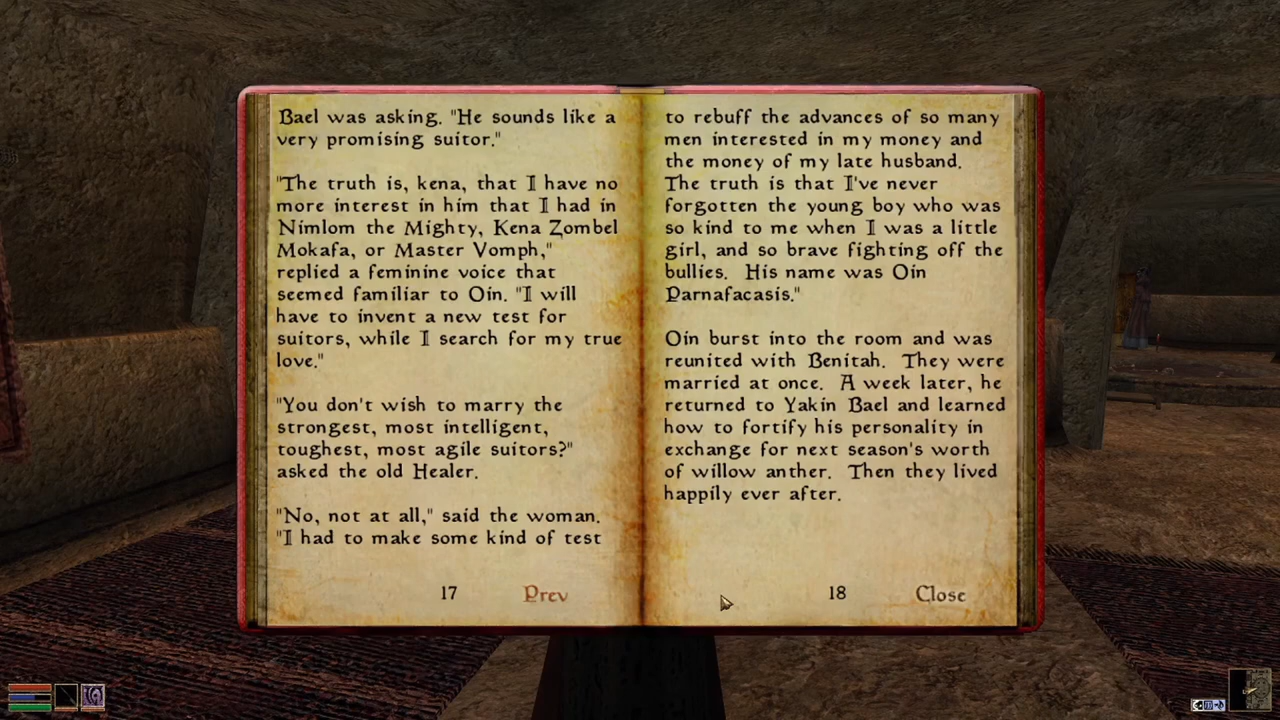 Bael was asking. "He sounds like a
very promising suitor."
"The truth is, kena, that I have no
more interest in him that I had in
Nimlom the Mighty, Kena Zombel
Mokafa, or Master Vomph,"
replied a feminine voice that
seemed familiar to Oin. "I will
have to invent a new test for
suitors, while I search for my true
love."
"You don't wish to marry the
strongest, most intelligent,
toughest, most agile suitors?"
asked the old Healer.
"No, not at all," said the woman.
"I had to make some kind of test
17
Prev
to rebuff the advances of so many
men interested in my money and
the money of my late husband.
The truth is that I've never
forgotten the young boy who was
so kind to me when I was a little
girl, and so brave fighting off the
bullies. His name was Oin
Parnafacasis."
Oin burst into the room and was
reunited with Benitah. They were
married at once. A week later, he
returned to Yakin Bael and learned
how to fortify his personality in
exchange for next season's worth
of willow anther. Then they lived
happily ever after.
18
Close